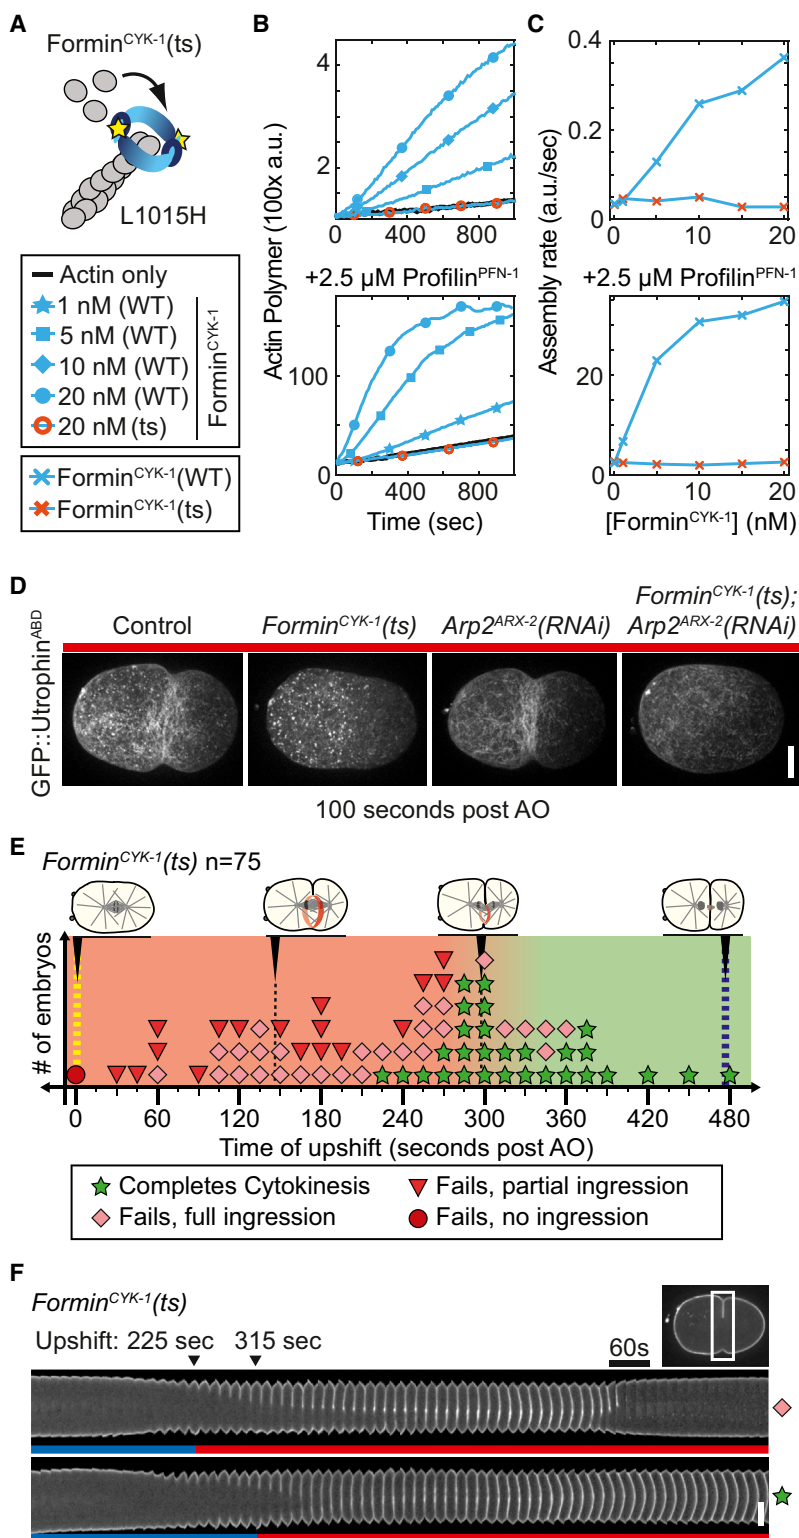 A
Formin^CYK-1(ts)
L1015H
Actin only
1 nM (WT)
5 nM (WT)
10 nM (WT)
20 nM (WT)
20 nM (ts)
Formin^CYK-1
Formin^CYK-1(WT)
Formin^CYK-1(ts)
B
Actin Polymer (100x a.u.)
4
2
0 400 800
+2.5 µM Profilin^PFN-1
100
0
0 400 800
Time (sec)
C
Assembly rate (a.u./sec)
0.4
0.2
0
0 10 20
+2.5 µM Profilin^PFN-1
20
0
0 10 20
[Formin^CYK-1] (nM)
D
GFP::Utrophin^ABD
Control
Formin^CYK-1(ts)
Arp2^ARX-2(RNAi)
Formin^CYK-1(ts);
Arp2^ARX-2(RNAi)
100 seconds post AO
E
Formin^CYK-1(ts) n=75
# of embryos
0 60 120 180 240 300 360 420 480
Time of upshift (seconds post AO)
Completes Cytokinesis
Fails, partial ingression
Fails, full ingression
Fails, no ingression
F
Formin^CYK-1(ts)
Upshift: 225 sec 315 sec
60s